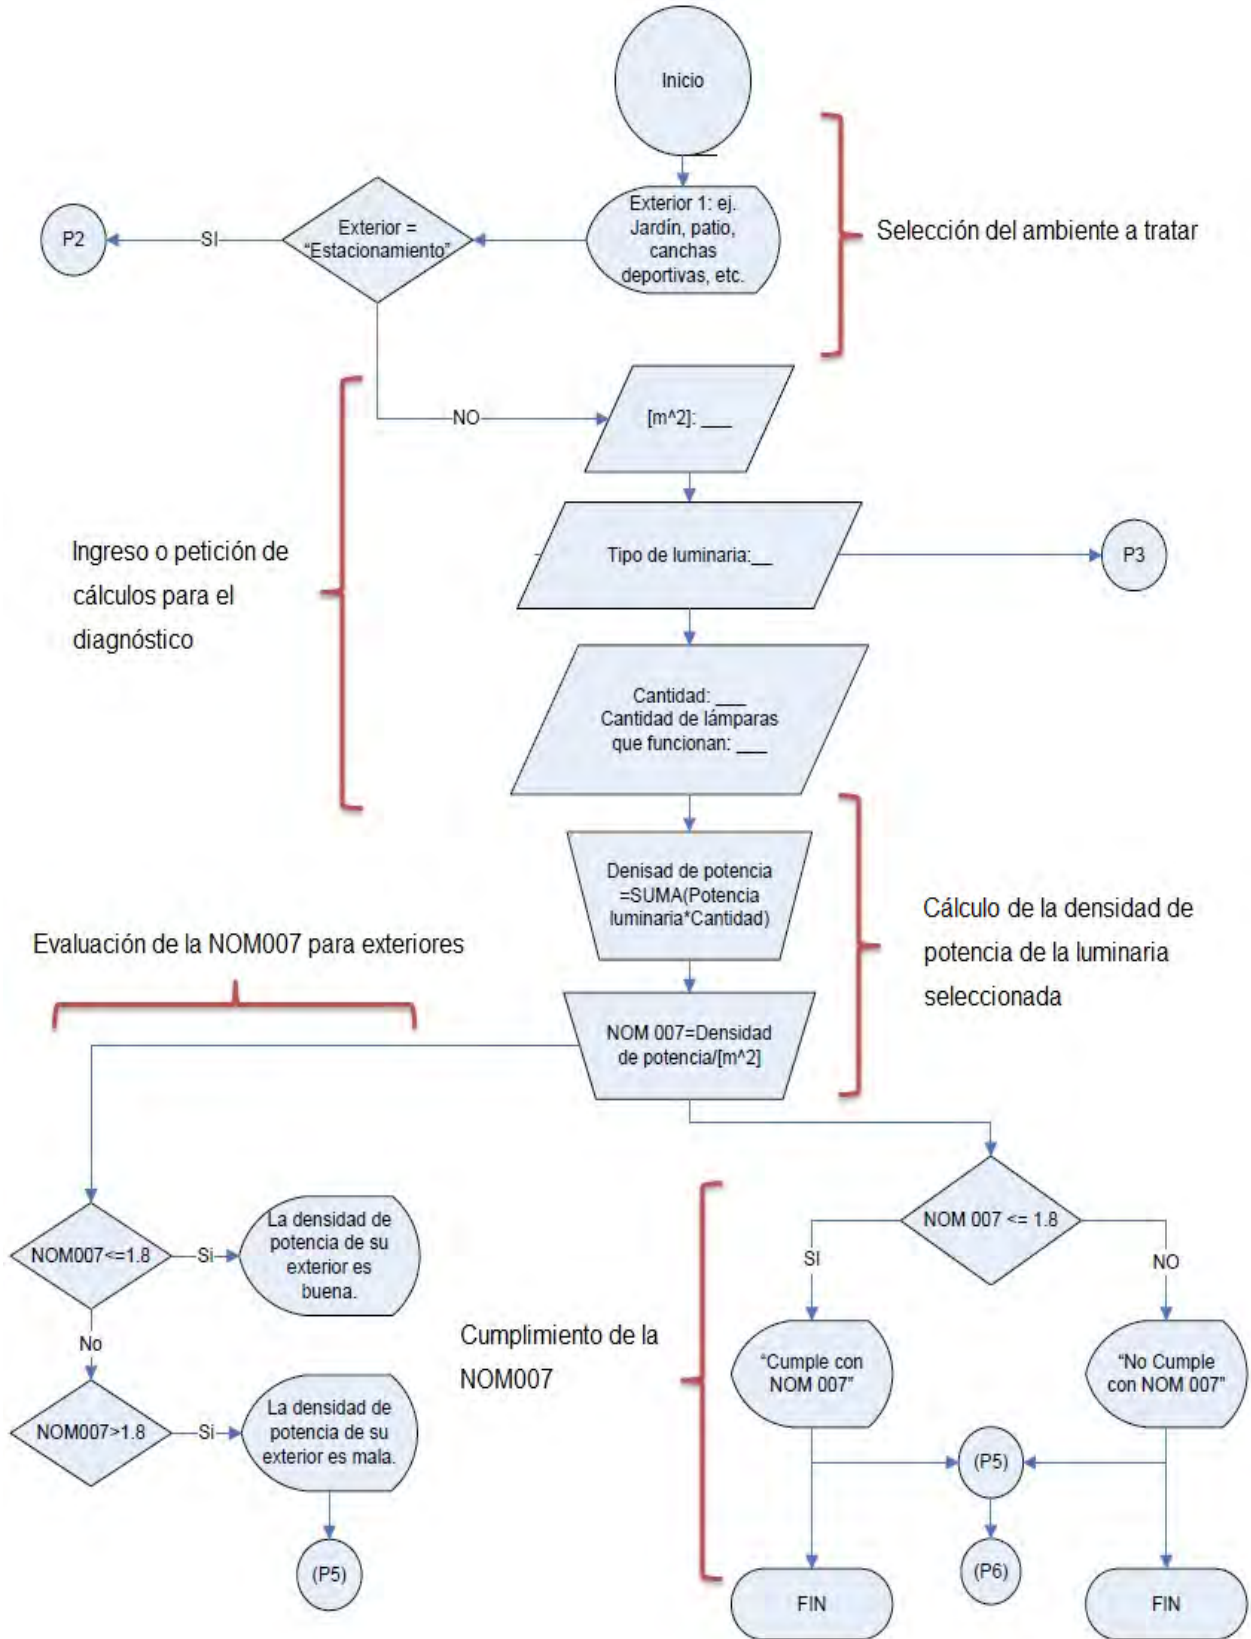 Inicio
Exterior 1: ej.
Jardín, patio,
canchas
deportivas, etc.
Selección del ambiente a tratar
Exterior =
“Estacionamiento”
SI
P2
NO
[m^2]: ___
Tipo de luminaria:__
P3
Ingreso o petición de
cálculos para el
diagnóstico
Cantidad: ___
Cantidad de lámparas
que funcionan: ___
Denisad de potencia
=SUMA(Potencia
luminaria*Cantidad)
Cálculo de la densidad de
potencia de la luminaria
seleccionada
Evaluación de la NOM007 para exteriores
NOM 007=Densidad
de potencia/[m^2]
NOM007<=1.8
Si
La densidad de
potencia de su
exterior es
buena.
No
NOM007>1.8
Si
La densidad de
potencia de su
exterior es mala.
(P5)
NOM 007 <= 1.8
SI
NO
Cumplimiento de la
NOM007
“Cumple con
NOM 007”
“No Cumple
con NOM 007”
(P5)
(P6)
FIN
FIN